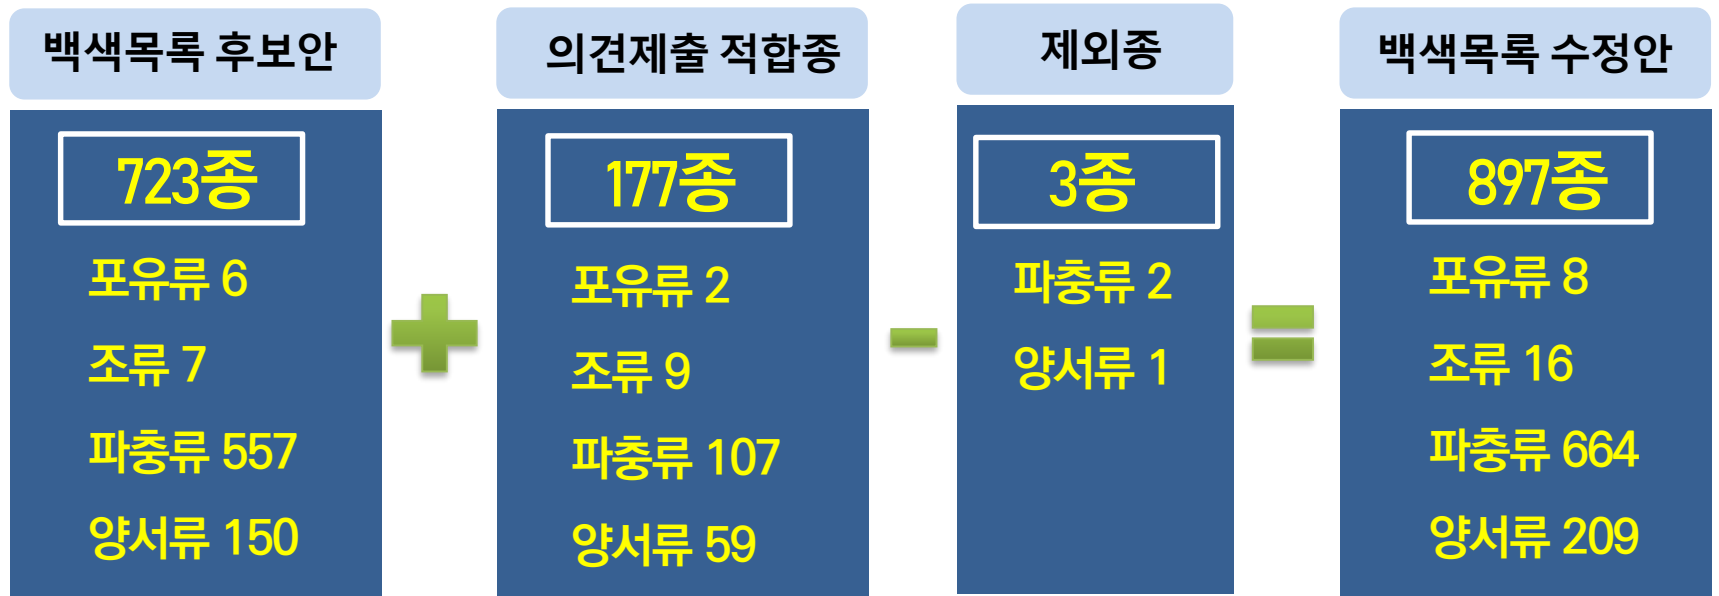 백색목록 후보안
723종
포유류 6
조류 7
파충류 557
양서류 150
의견제출 적합종
177종
포유류 2
조류 9
파충류 107
양서류 59
제외종
3종
파충류 2
양서류 1
백색목록 수정안
897종
포유류 8
조류 16
파충류 664
양서류 209